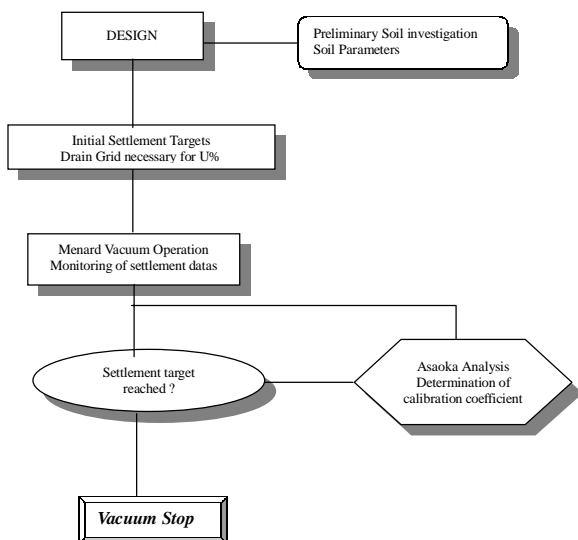 DESIGN
Preliminary Soil investigation
Soil Parameters
Initial Settlement Targets
Drain Grid necessary for U%
Menard Vacuum Operation
Monitoring of settlement datas
Settlement target
reached ?
Asaoka Analysis
Determination of
calibration coefficient
Vacuum Stop